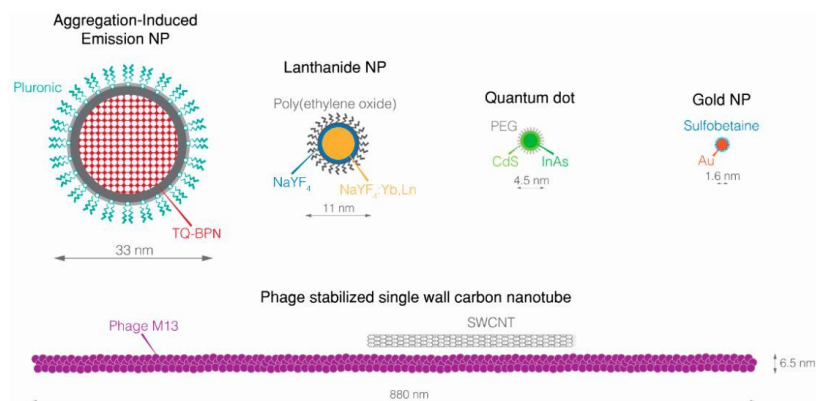 Aggregation-Induced
Emission NP
Pluronic
TQ-BPN
33 nm
Lanthanide NP
Poly(ethylene oxide)
NaYF₄
NaYF₄:Yb,Ln
11 nm
Quantum dot
PEG
CdS
InAs
4.5 nm
Gold NP
Sulfobetaine
Au
1.6 nm
Phage stabilized single wall carbon nanotube
Phage M13
SWCNT
6.5 nm
880 nm